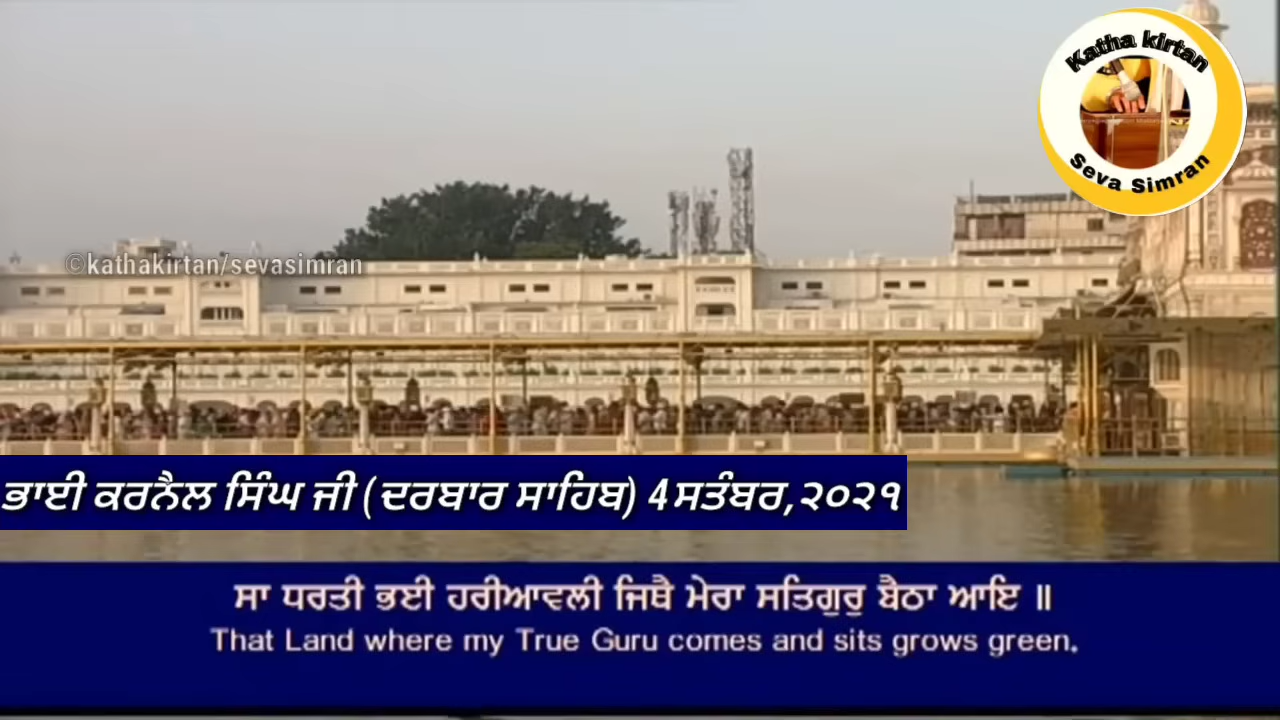 Katha kirtan
Seva Simran
©kathakirtan/sevasimran
ਭਾਈ ਕਰਨੈਲ ਸਿੰਘ ਜੀ (ਦਰਬਾਰ ਸਾਹਿਬ) 4 ਸਤੰਬਰ,੨੦੨੧
ਸਾ ਧਰਤੀ ਭਈ ਹਰੀਆਵਲੀ ਜਿਥੈ ਮੇਰਾ ਸਤਿਗੁਰੁ ਬੈਠਾ ਆਇ ॥
That Land where my True Guru comes and sits grows green.